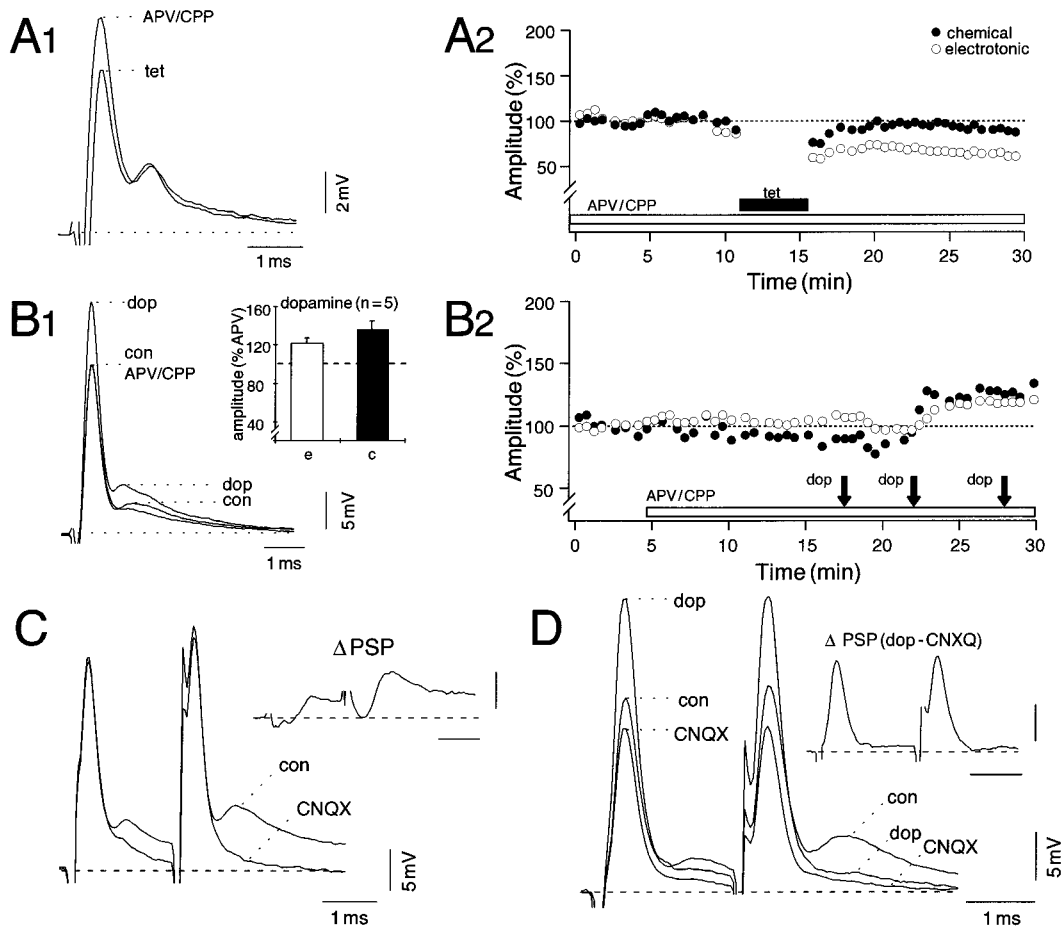 A1
APV/CPP
tet
2mV
1 ms
A2
200
150
100
50
Amplitude (%)
chemical
electrotonic
tet
APV/CPP
0 5 10 15 20 25 30
Time (min)
B1
dop
con
APV/CPP
dop
con
5 mV
1 ms
dopamine (n = 5)
amplitude (% APV)
160
120
80
40
e c
B2
200
150
100
50
Amplitude (%)
dop dop dop
APV/CPP
0 5 10 15 20 25 30
Time (min)
C
Δ PSP
con
CNQX
5 mV
1 ms
D
dop
con
CNQX
Δ PSP (dop - CNXQ)
con
dop
CNQX
5 mV
1 ms